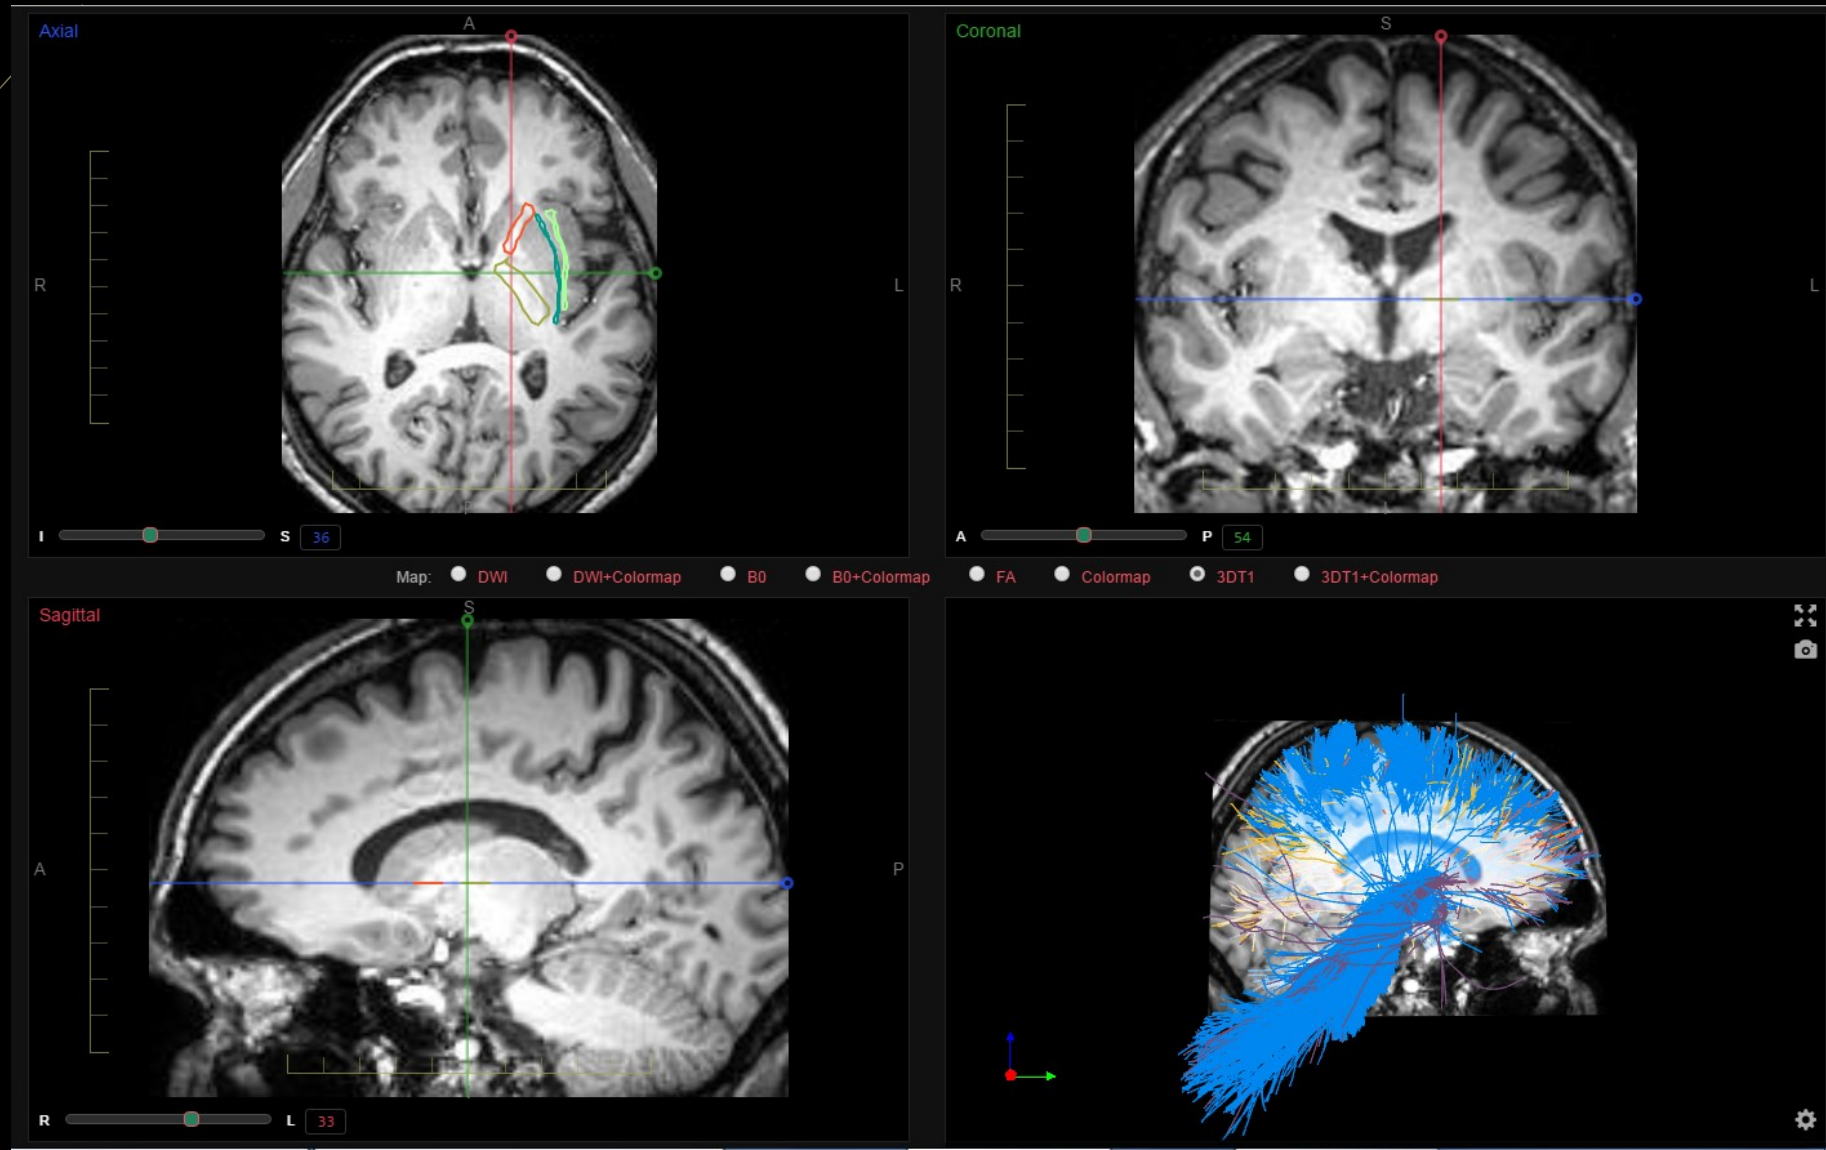 Axial
A
R
L
P
I
S
36
Coronal
S
R
L
A
P
54
Map:
DWI
DWI+Colormap
B0
B0+Colormap
FA
Colormap
3DT1
3DT1+Colormap
Sagittal
S
A
P
R
L
33